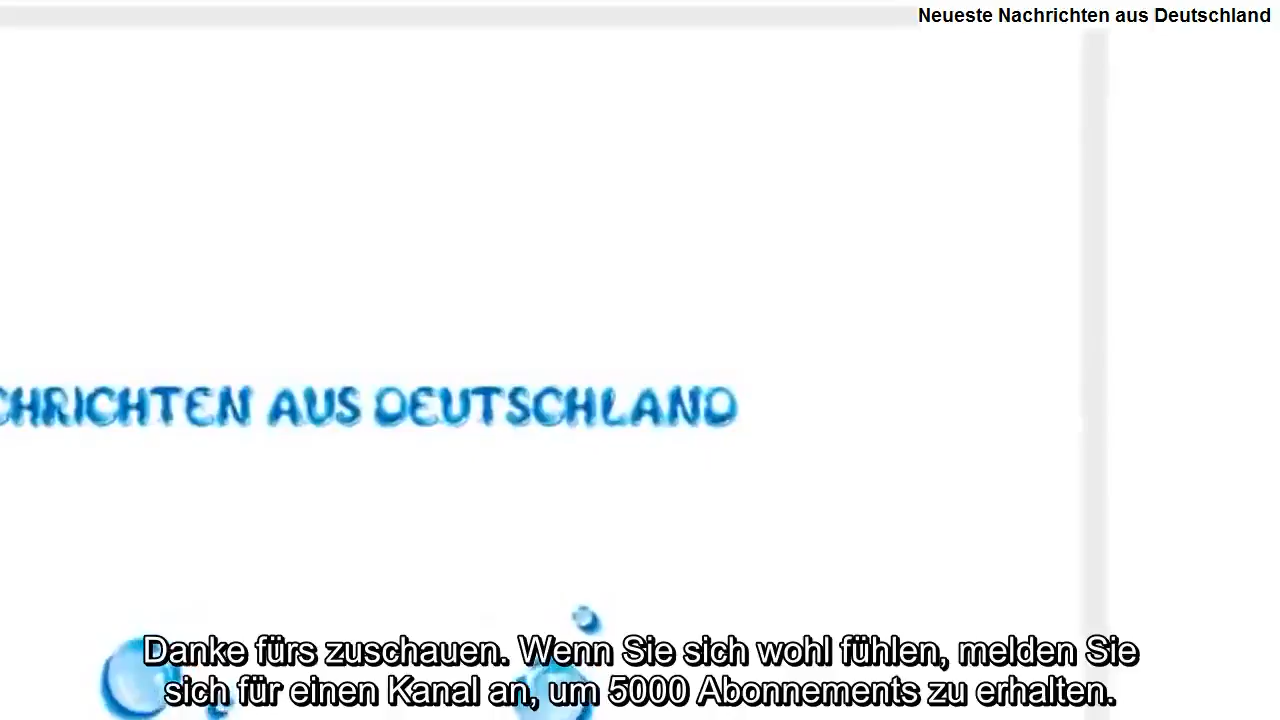 Neueste Nachrichten aus Deutschland
CHRICHTEN AUS DEUTSCHLAND
Danke fürs zuschauen. Wenn Sie sich wohl fühlen, melden Sie
sich für einen Kanal an, um 5000 Abonnements zu erhalten.